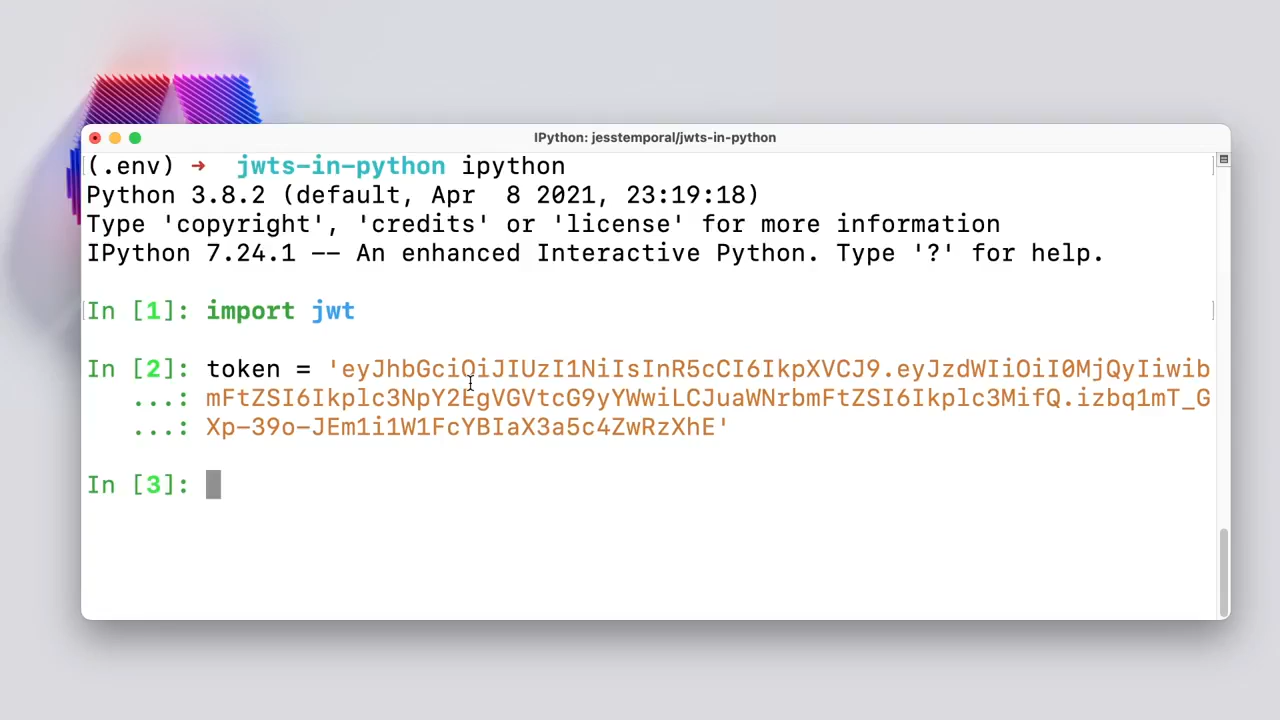 IPython: jesstemporal/jwts-in-python
(.env) → jwts-in-python ipython
Python 3.8.2 (default, Apr  8 2021, 23:19:18)
Type 'copyright', 'credits' or 'license' for more information
IPython 7.24.1 -- An enhanced Interactive Python. Type '?' for help.
In [1]: import jwt
In [2]: token = 'eyJhbGciOiJIUzI1NiIsInR5cCI6IkpXVCJ9.eyJzdWIiOiI0MjQyIiwib
...: mFtZSI6Ikplc3NpY2EgVGVtcG9yYWwiLCJuaWNrbmFtZSI6Ikplc3MifQ.izbq1mT_G
...: Xp-39o-JEm1i1W1FcYBIaX3a5c4ZwRzXhE'
In [3]: